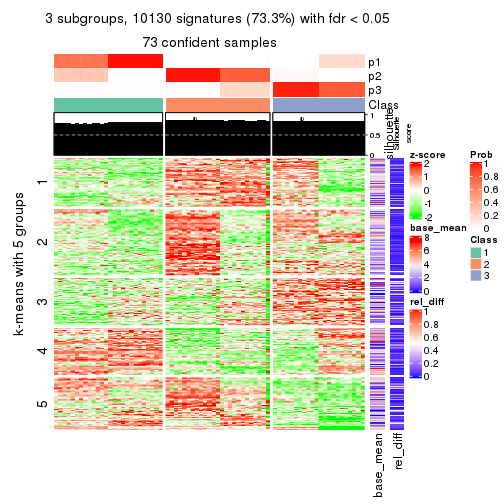 3 subgroups, 10130 signatures (73.3%) with fdr < 0.05
73 confident samples
p1
p2
p3
Class
1
0.5
0
silhouette
Silhouette
score
k-means with 5 groups
1
2
3
4
5
base_mean
rel_diff
z-score
2
1
0
-1
-2
base_mean
8
6
4
2
0
rel_diff
1
0.8
0.6
0.4
0.2
0
Prob
1
0.8
0.6
0.4
0.2
0
Class
1
2
3